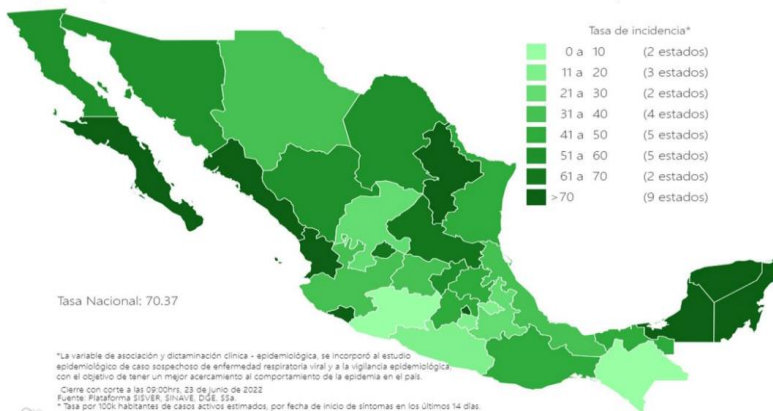 Tasa de incidencia*
0 a 10 (2 estados)
11 a 20 (3 estados)
21 a 30 (2 estados)
31 a 40 (4 estados)
41 a 50 (5 estados)
51 a 60 (5 estados)
61 a 70 (2 estados)
>70 (9 estados)
Tasa Nacional: 70.37
*La variable de asociación y dictaminación clínica - epidemiológica, se incorporó al estudio
epidemiológico de caso sospechoso de enfermedad respiratoria viral y a la vigilancia epidemiológica,
con el objetivo de tener un mejor acercamiento al comportamiento de la epidemia en el país.
Cierre con corte a las 09:00hrs, 23 de junio de 2022
Fuente: Plataforma SISVER, SINAVE, DGE, SSa.
* Tasa por 100k habitantes de casos activos estimados, por fecha de inicio de síntomas en los últimos 14 días.